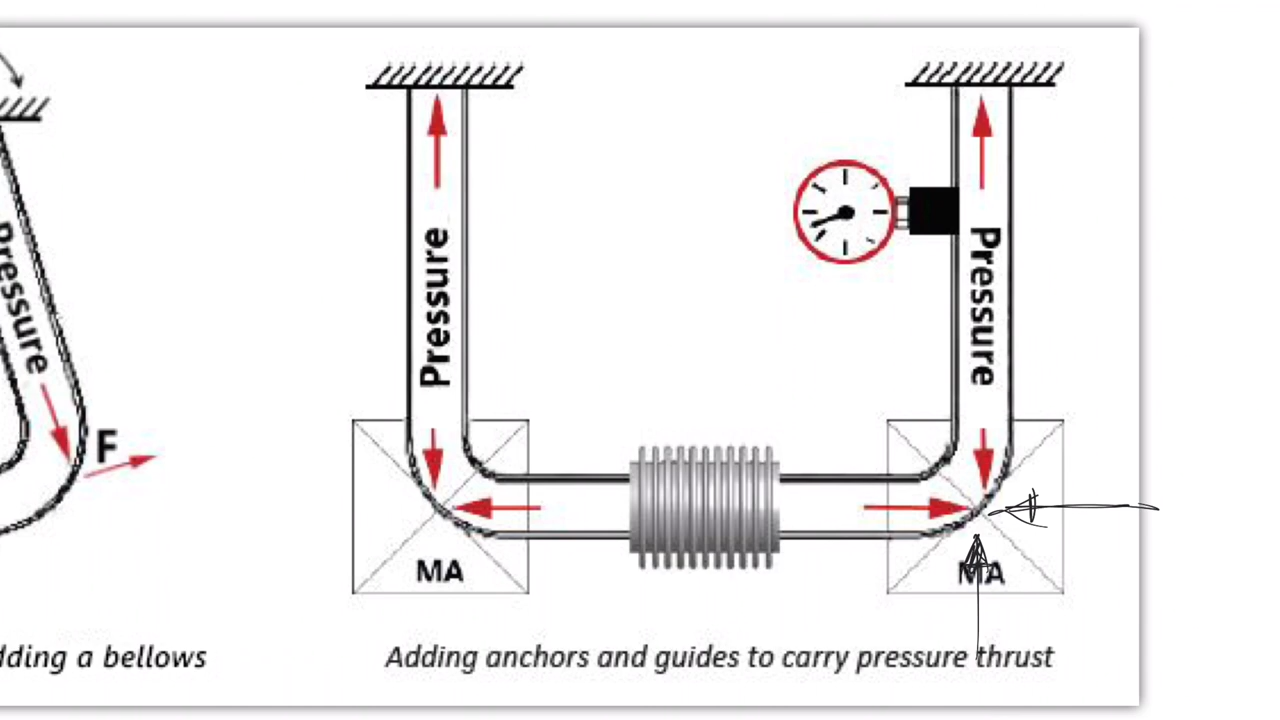 Pressure
F
dding a bellows
Pressure
Pressure
MA
MA
Adding anchors and guides to carry pressure thrust